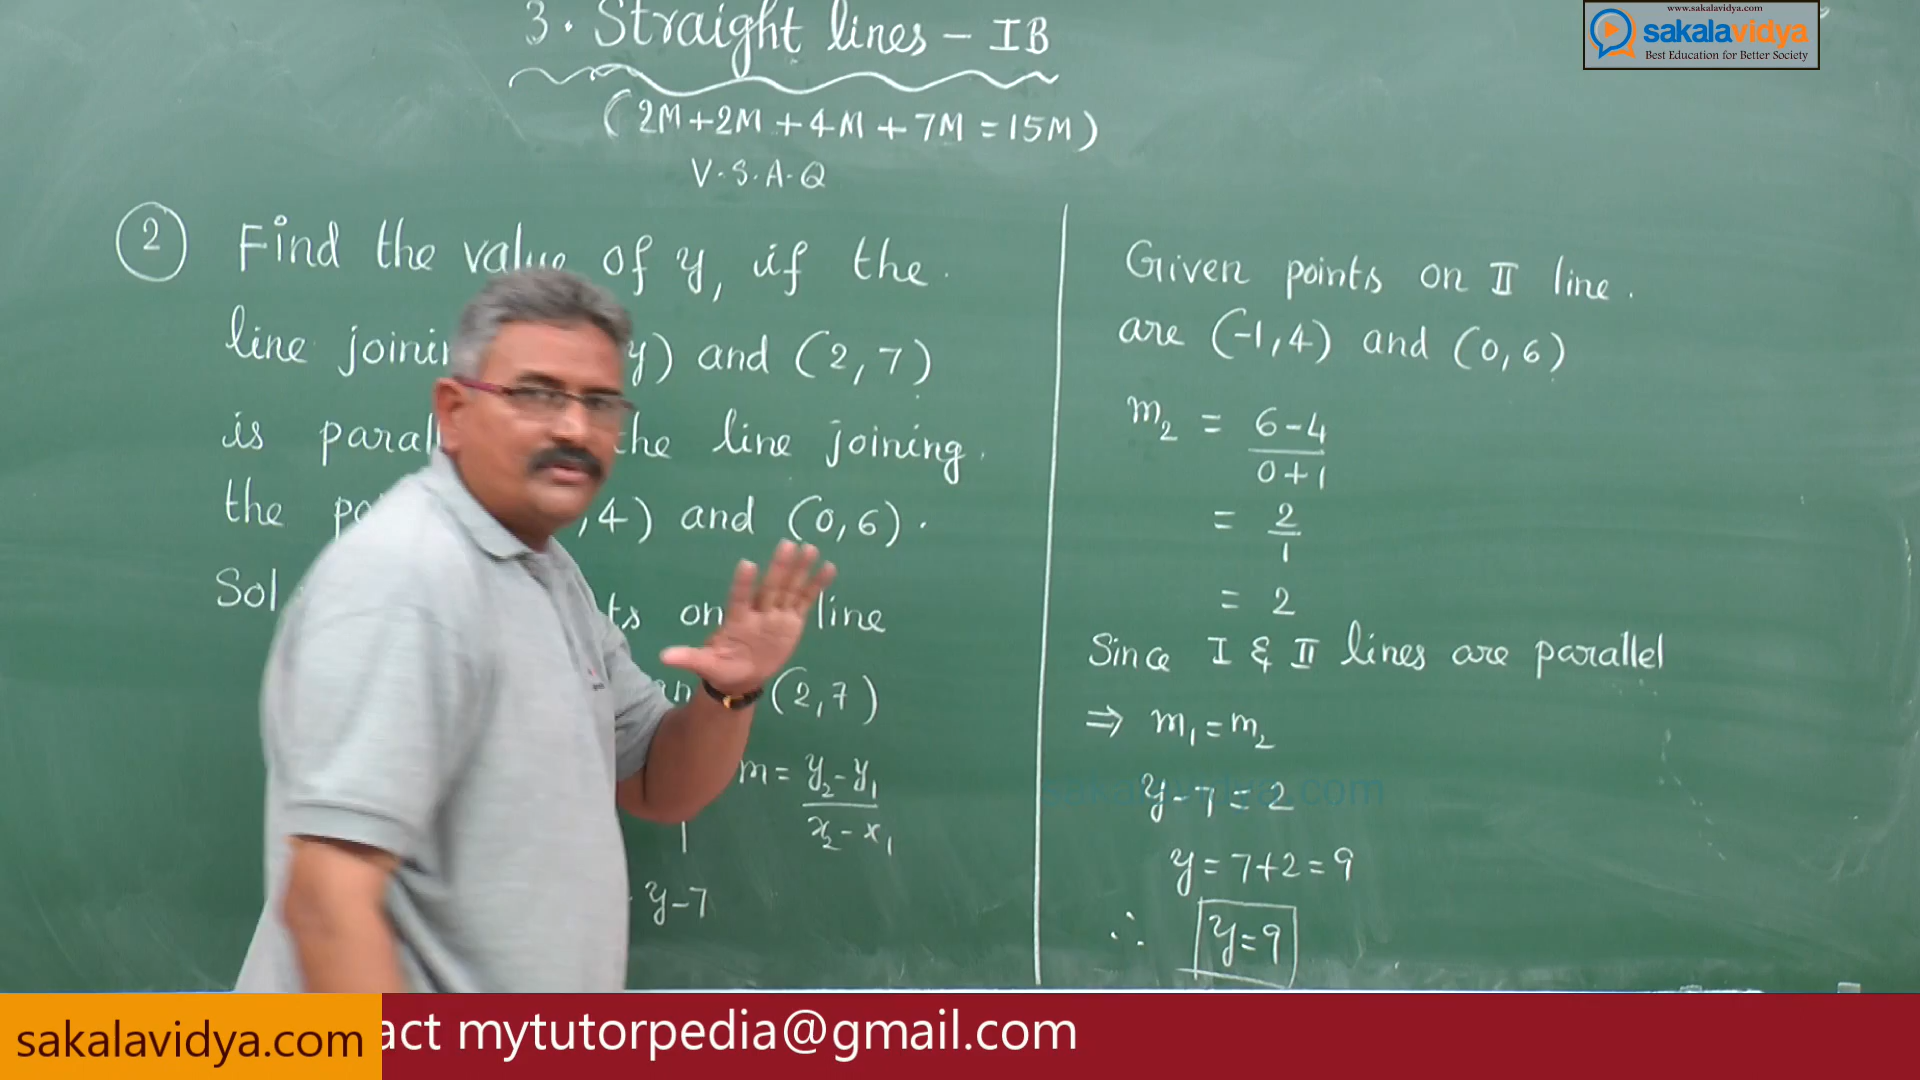 3. Straight lines – IB
(2M+2M+4M+7M=15M)
V.S.A.Q
2 Find the value of y, if the
line y) and (2,7)
is the line joining.
the ,4) and (0,6).
Sol on line
(2,7)
m = y₂-y₁
x₂-x₁
1
y-7
Given points on II line.
are (-1,4) and (0,6)
m₂ = 6-4
0+1
= 2
1
= 2
Since I & II lines are parallel
⇒ m₁=m₂
y-7=2
y=7+2=9
∴ y=9
www.sakalavidya.com
sakalavidya
Best Education for Better Society
sakalavidya.com
sakalavidya.com
act mytutorpedia@gmail.com